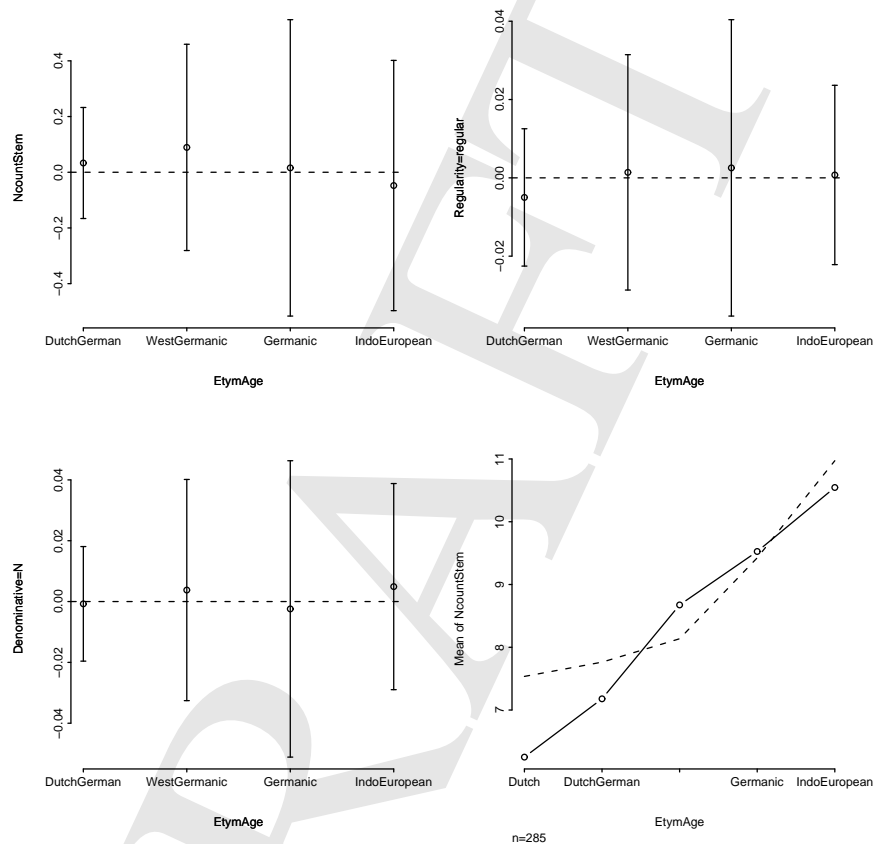 NcountStem
0.4
0.2
0.0
−0.2
−0.4
DutchGerman WestGermanic Germanic IndoEuropean
EtymAge
Regularity=regular
0.04
0.02
0.00
−0.02
DutchGerman WestGermanic Germanic IndoEuropean
EtymAge
Denominative=N
0.04
0.02
0.00
−0.02
−0.04
DutchGerman WestGermanic Germanic IndoEuropean
EtymAge
Mean of NcountStem
11
10
9
8
7
Dutch DutchGerman Germanic IndoEuropean
EtymAge
n=285
DRAFT